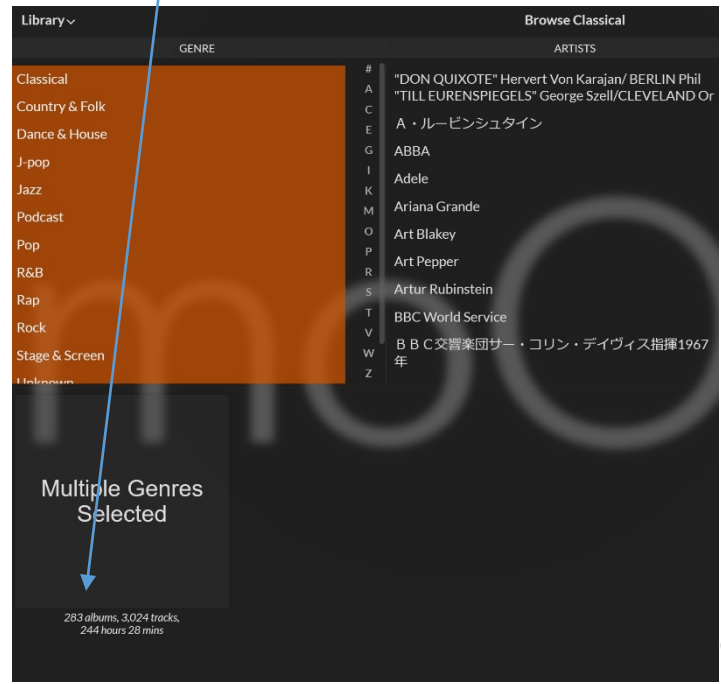 Library
Browse Classical
GENRE
Classical
Country & Folk
Dance & House
J-pop
Jazz
Podcast
Pop
R&B
Rap
Rock
Stage & Screen
Unknown
#
A
C
E
G
I
K
M
O
P
R
S
T
V
W
Z
ARTISTS
"DON QUIXOTE" Hervert Von Karajan/ BERLIN Phil
"TILL EURENSPIEGELS" George Szell/CLEVELAND Or
A・ルービンシュタイン
ABBA
Adele
Ariana Grande
Art Blakey
Art Pepper
Artur Rubinstein
BBC World Service
ＢＢＣ交響楽団サー・コリン・デイヴィス指揮1967
年
Multiple Genres
Selected
283 albums, 3,024 tracks,
244 hours 28 mins